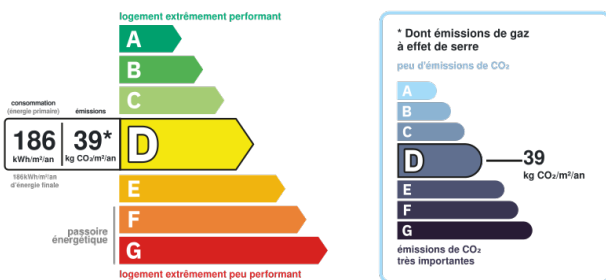 logement extrêmement performant
A
B
C
consommation
(énergie primaire)
émissions
186
kWh/m²/an
39*
kg CO₂/m²/an
D
186kWh/m²/an
d'énergie finale
E
F
G
passoire
énergétique
logement extrêmement peu performant
* Dont émissions de gaz
à effet de serre
peu d'émissions de CO₂
A
B
C
D
39
kg CO₂/m²/an
E
F
G
émissions de CO₂
très importantes